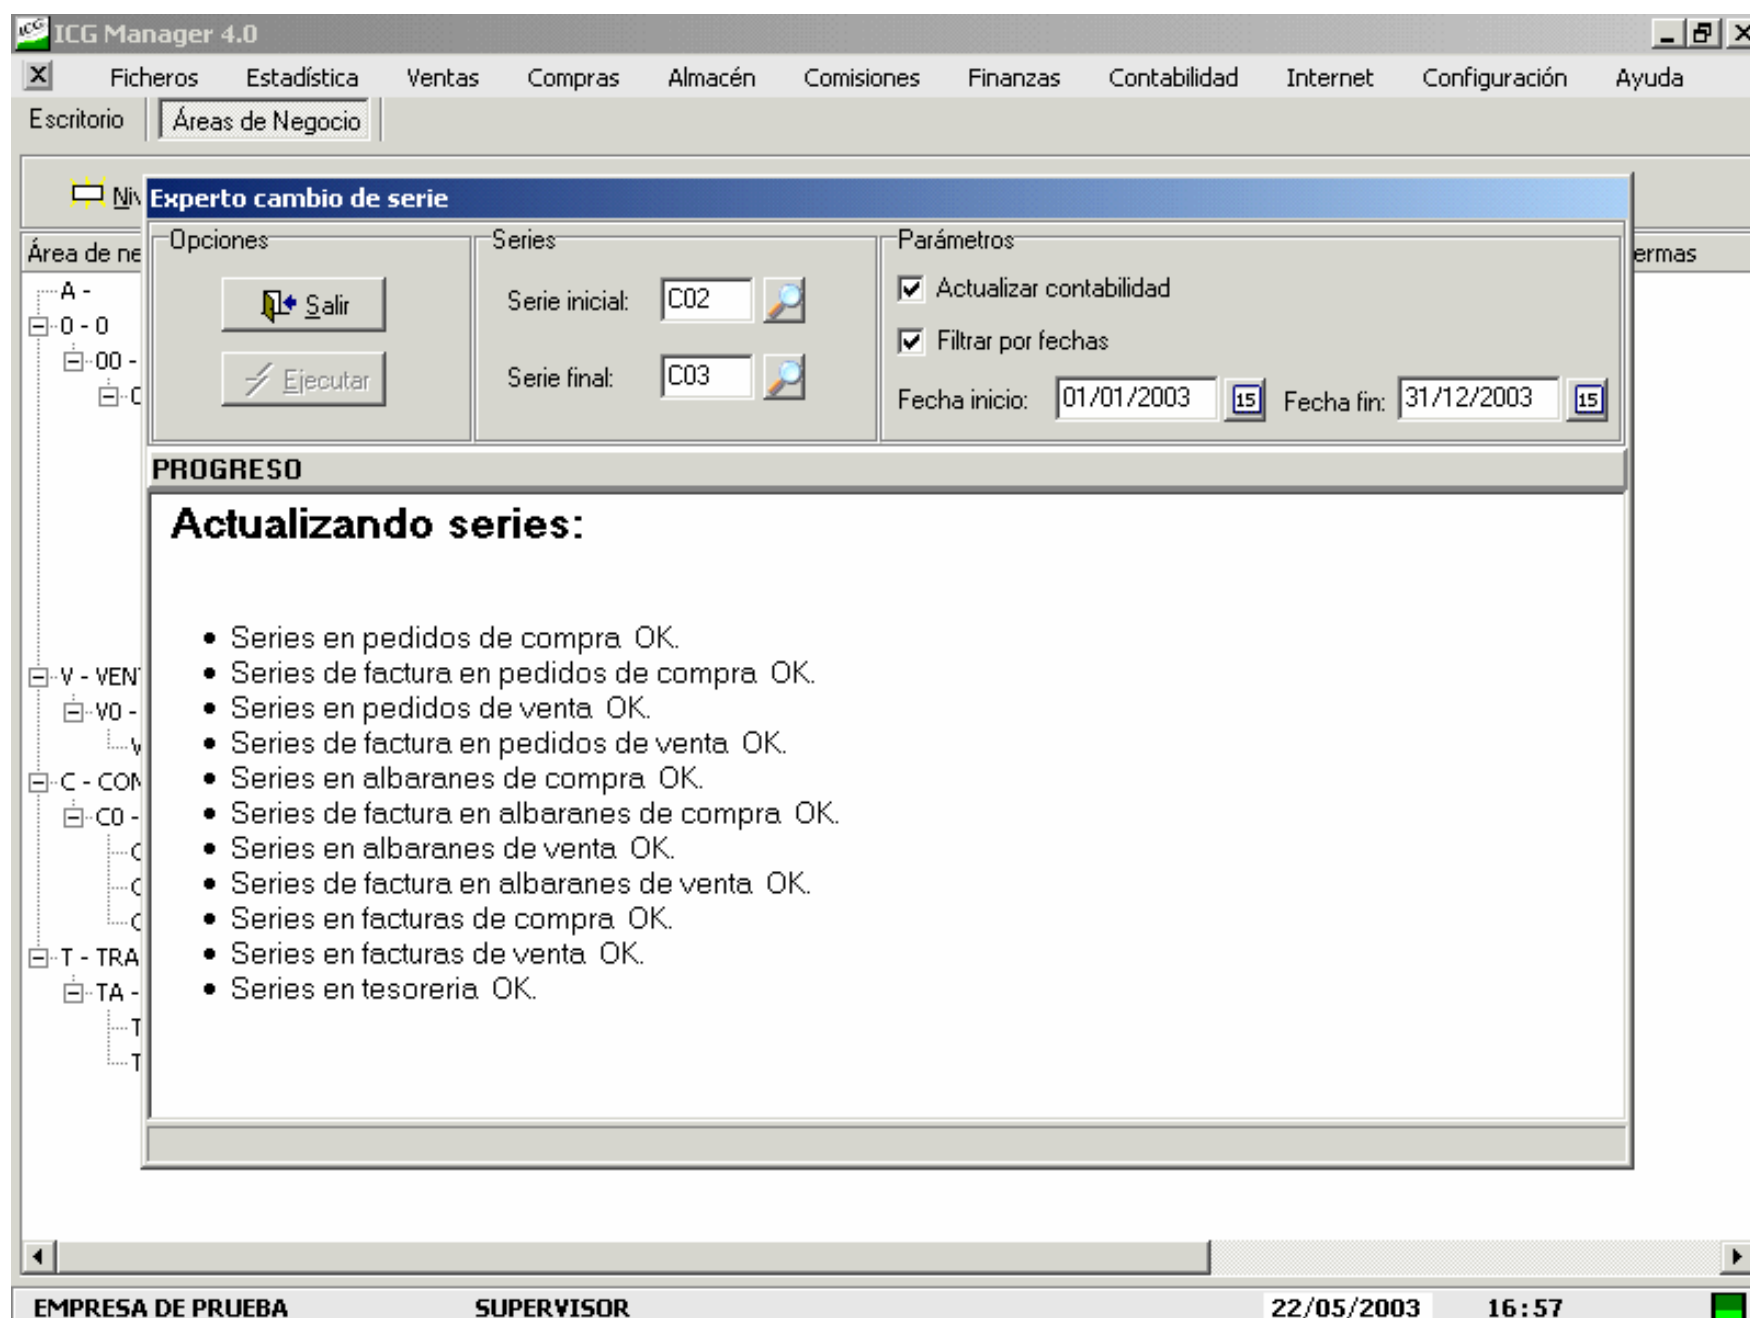 ICG Manager 4.0
X Ficheros Estadística Ventas Compras Almacén Comisiones Finanzas Contabilidad Internet Configuración Ayuda
Escritorio Áreas de Negocio
Experto cambio de serie
Área de
Opciones Series Parámetros
Salir Serie inicial: C02 Actualizar contabilidad
Filtrar por fechas
Ejecutar Serie final: C03
Fecha inicio: 01/01/2003 15 Fecha fin: 31/12/2003 15
A -
0 - 0
00 -
PROGRESO
Actualizando series:
• Series en pedidos de compra OK.
• Series de factura en pedidos de compra OK.
• Series en pedidos de venta OK.
• Series de factura en pedidos de venta OK.
• Series en albaranes de compra OK.
• Series de factura en albaranes de compra OK.
• Series en albaranes de venta OK.
• Series de factura en albaranes de venta OK.
• Series en facturas de compra OK.
• Series en facturas de venta OK.
• Series en tesoreria OK.
V -
V0 -
C -
C0 -
T -
TA -
EMPRESA DE PRUEBA SUPERVISOR 22/05/2003 16:57